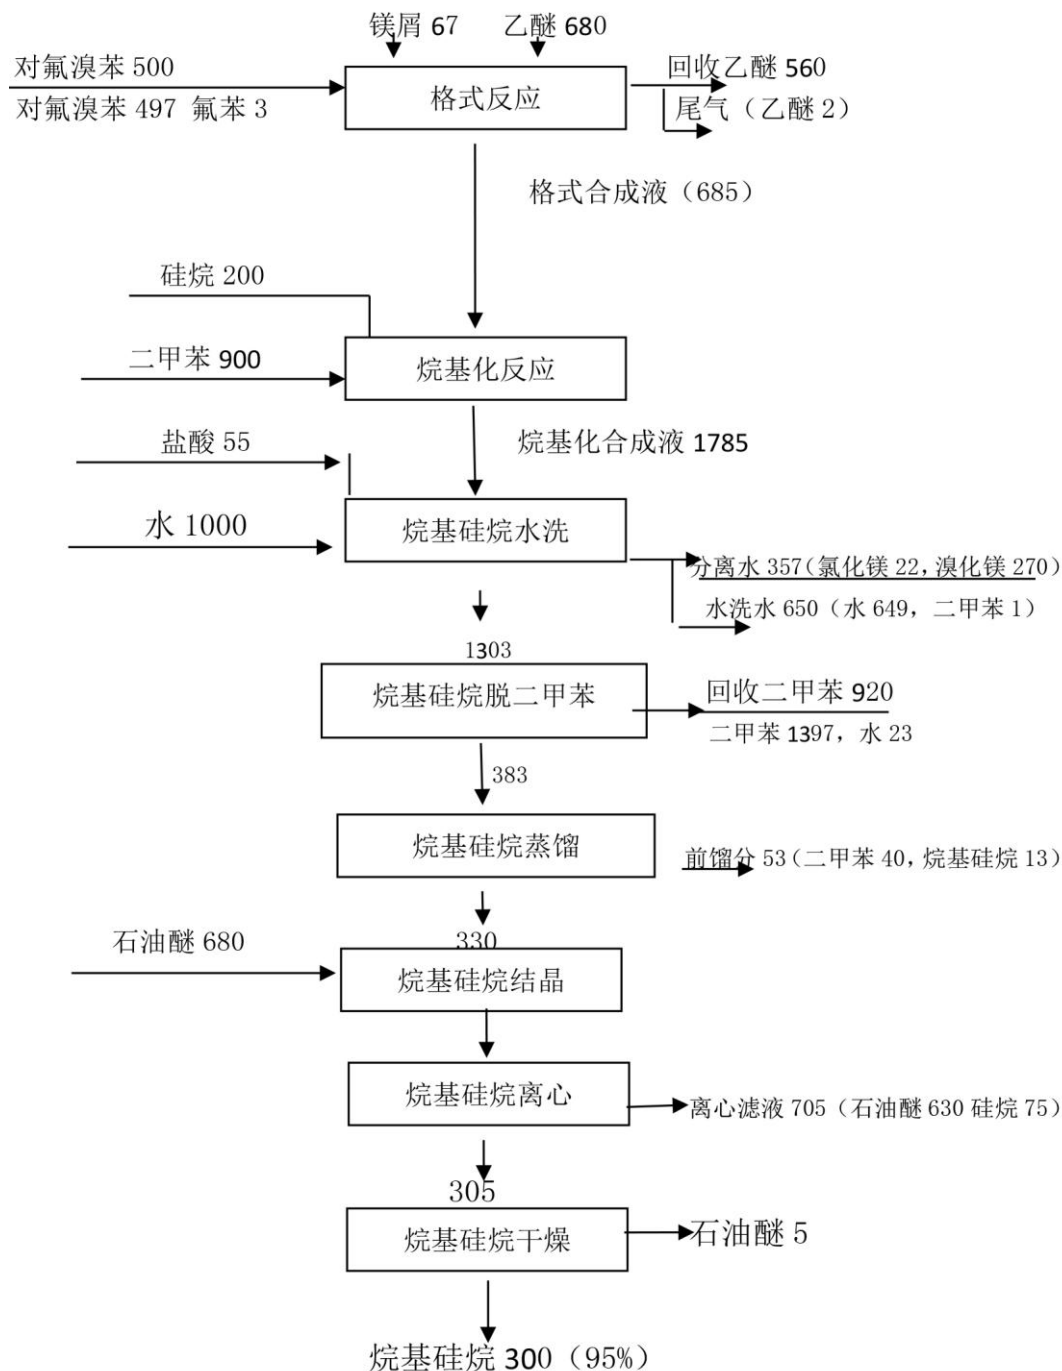 镁屑 67 乙醚 680
对氟溴苯 500
对氟溴苯 497 氟苯 3
格式反应
回收乙醚 560
尾气（乙醚 2）
格式合成液（685）
硅烷 200
二甲苯 900
烷基化反应
烷基化合成液 1785
盐酸 55
水 1000
烷基硅烷水洗
分离水 357（氯化镁 22，溴化镁 270）
水洗水 650（水 649，二甲苯 1）
1303
烷基硅烷脱二甲苯
回收二甲苯 920
二甲苯 1397，水 23
383
烷基硅烷蒸馏
前馏分 53（二甲苯 40，烷基硅烷 13）
石油醚 680
330
烷基硅烷结晶
烷基硅烷离心
离心滤液 705（石油醚 630 硅烷 75）
305
烷基硅烷干燥
石油醚 5
烷基硅烷 300（95%）